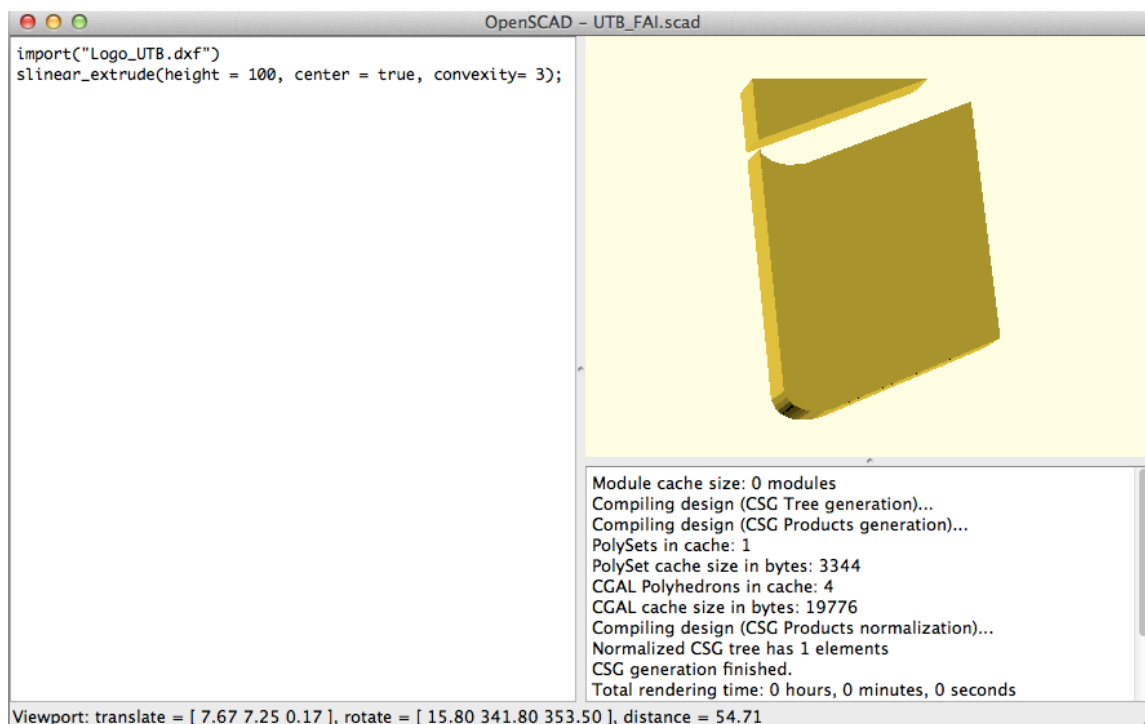 OpenSCAD – UTB_FAI.scad
import("Logo_UTB.dxf")
slinear_extrude(height = 100, center = true, convexity= 3);
Module cache size: 0 modules
Compiling design (CSG Tree generation)...
Compiling design (CSG Products generation)...
PolySets in cache: 1
PolySet cache size in bytes: 3344
CGAL Polyhedrons in cache: 4
CGAL cache size in bytes: 19776
Compiling design (CSG Products normalization)...
Normalized CSG tree has 1 elements
CSG generation finished.
Total rendering time: 0 hours, 0 minutes, 0 seconds
Viewport: translate = [ 7.67 7.25 0.17 ], rotate = [ 15.80 341.80 353.50 ], distance = 54.71